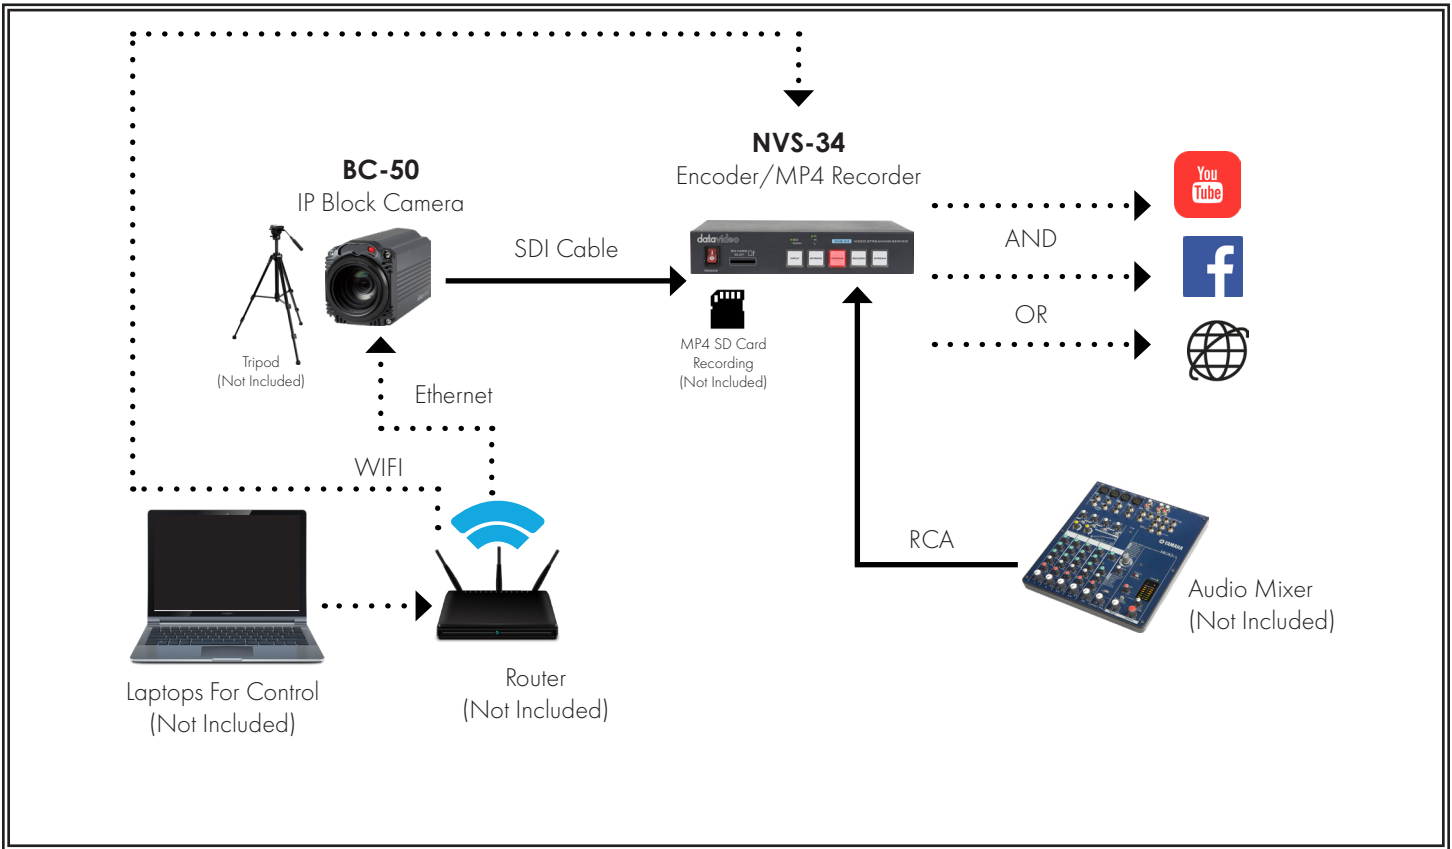 NVS-34
Encoder/MP4 Recorder
BC-50
IP Block Camera
SDI Cable
datavideo
You
Tube
AND
OR
MP4 SD Card
Recording
(Not Included)
Tripod
(Not Included)
Ethernet
WIFI
RCA
YAMAHA
Audio Mixer
(Not Included)
Router
(Not Included)
Laptops For Control
(Not Included)